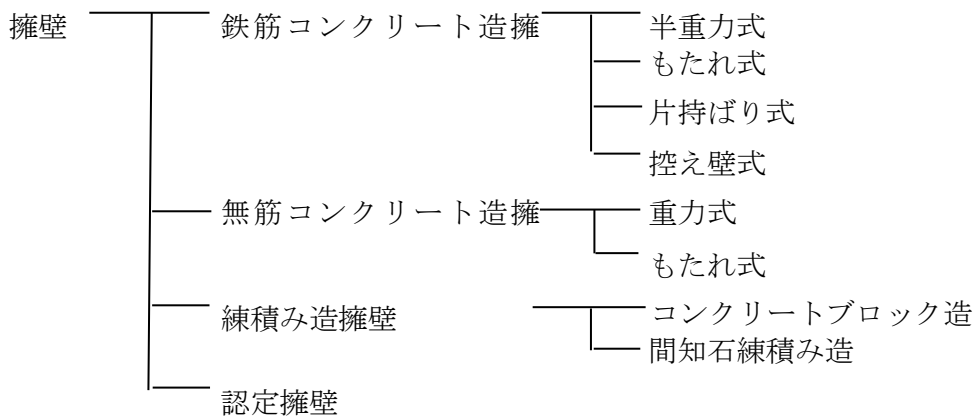 擁壁 鉄筋コンクリート造擁 半重力式
もたれ式
片持ばり式
控え壁式
無筋コンクリート造擁 重力式
もたれ式
練積み造擁壁 コンクリートブロック造
間知石練積み造
認定擁壁